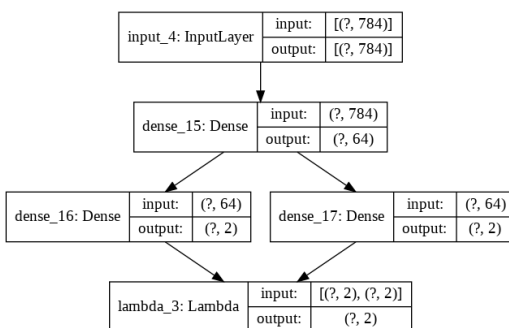 input_4: InputLayer
input: [(?, 784)]
output: [(?, 784)]
dense_15: Dense
input: (?, 784)
output: (?, 64)
dense_16: Dense
input: (?, 64)
output: (?, 2)
dense_17: Dense
input: (?, 64)
output: (?, 2)
lambda_3: Lambda
input: [(?, 2), (?, 2)]
output: (?, 2)